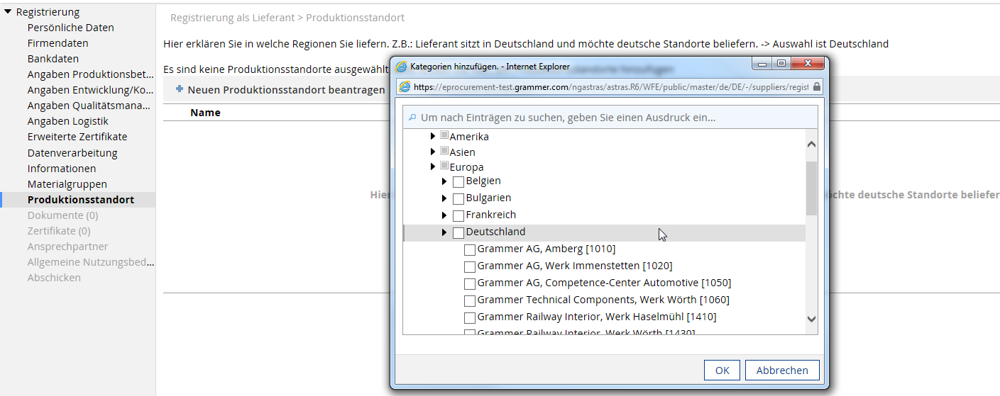 Registrierung
Persönliche Daten
Firmendaten
Bankdaten
Angaben Produktionsbet...
Angaben Entwicklung/Ko...
Angaben Qualitätsmana...
Angaben Logistik
Erweiterte Zertifikate
Datenverarbeitung
Informationen
Materialgruppen
Produktionsstandort
Dokumente (0)
Zertifikate (0)
Ansprechpartner
Allgemeine Nutzungsbed...
Abschicken
Registrierung als Lieferant > Produktionsstandort
Hier erklären Sie in welche Regionen Sie liefern. Z.B.: Lieferant sitzt in Deutschland und möchte deutsche Standorte beliefern. -> Auswahl ist Deutschland
Es sind keine Produktionsstandorte ausgewählt
Neuen Produktionsstandort beantragen
Name
Hier
möchte deutsche Standorte beliefer
Kategorien hinzufügen. - Internet Explorer
https://eprocurement-test.grammer.com/ngastras/astras.R6/WFE/public/master/de/DE/-/suppliers/regist
Um nach Einträgen zu suchen, geben Sie einen Ausdruck ein...
Amerika
Asien
Europa
Belgien
Bulgarien
Frankreich
Deutschland
Grammer AG, Amberg [1010]
Grammer AG, Werk Immenstetten [1020]
Grammer AG, Competence-Center Automotive [1050]
Grammer Technical Components, Werk Wörth [1060]
Grammer Railway Interior, Werk Haselmühl [1410]
Grammer Railway Interior, Werk Wörth [1430]
OK
Abbrechen